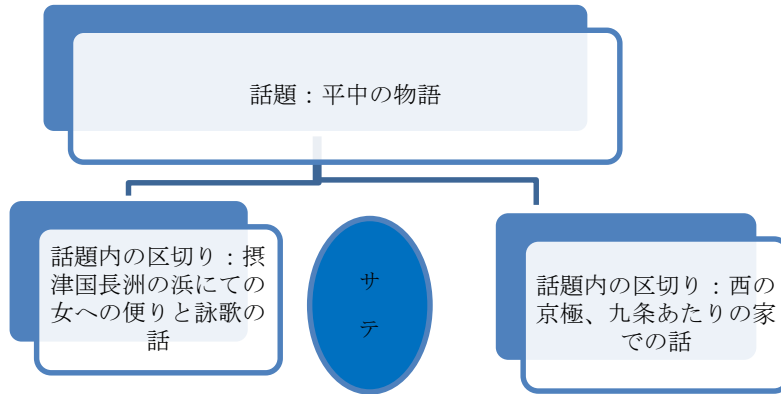 話題：平中の物語
話題内の区切り：摂
津国長洲の浜にての
女への便りと詠歌の
話
サ
テ
話題内の区切り：西の
京極、九条あたりの家
での話